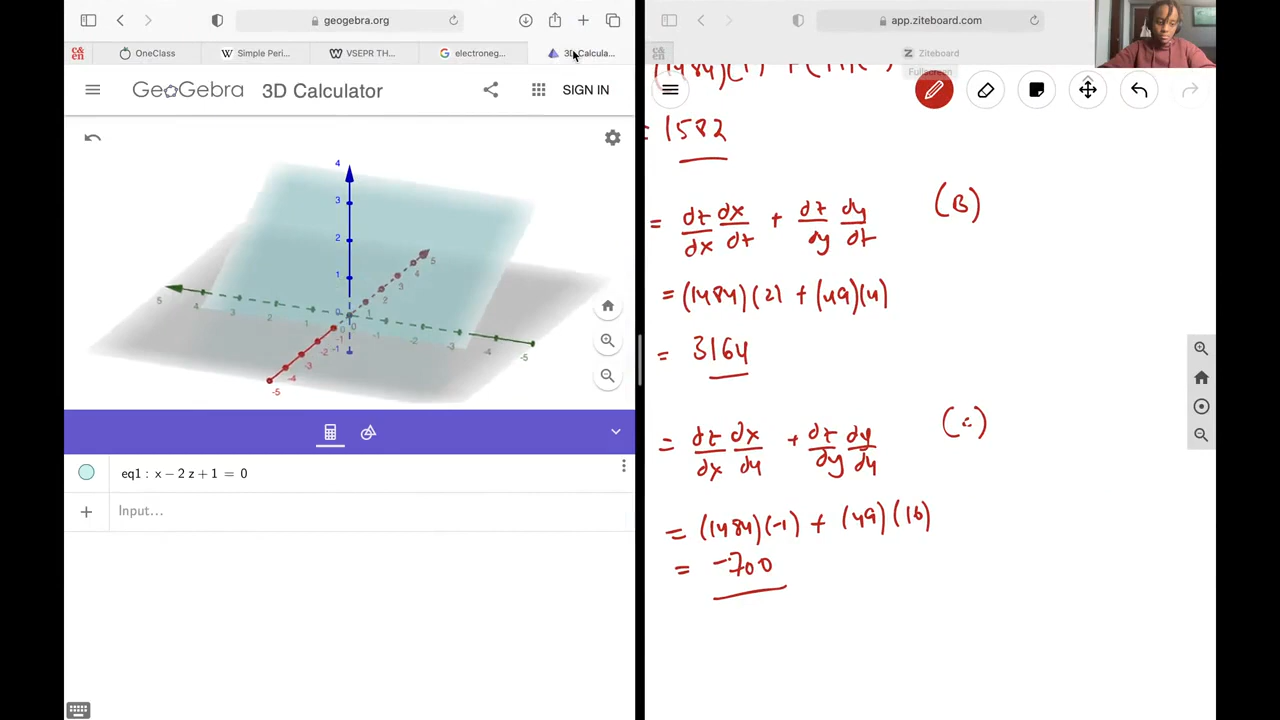 geogebra.org
app.ziteboard.com
OneClass
Simple Peri...
VSEPR TH...
electroneg...
3D Calcula...
Ziteboard
Fullscreen
GeoGebra
3D Calculator
SIGN IN
= 1582
= dz/dx dx/dt + dz/dy dy/dt (B)
= (1484)(2) + (49)(4)
= 3164
= dz/dx dx/du + dz/dy dy/du (C)
= (1484)(-1) + (49)(16)
= -700
eq1 : x − 2 z + 1 = 0
Input...